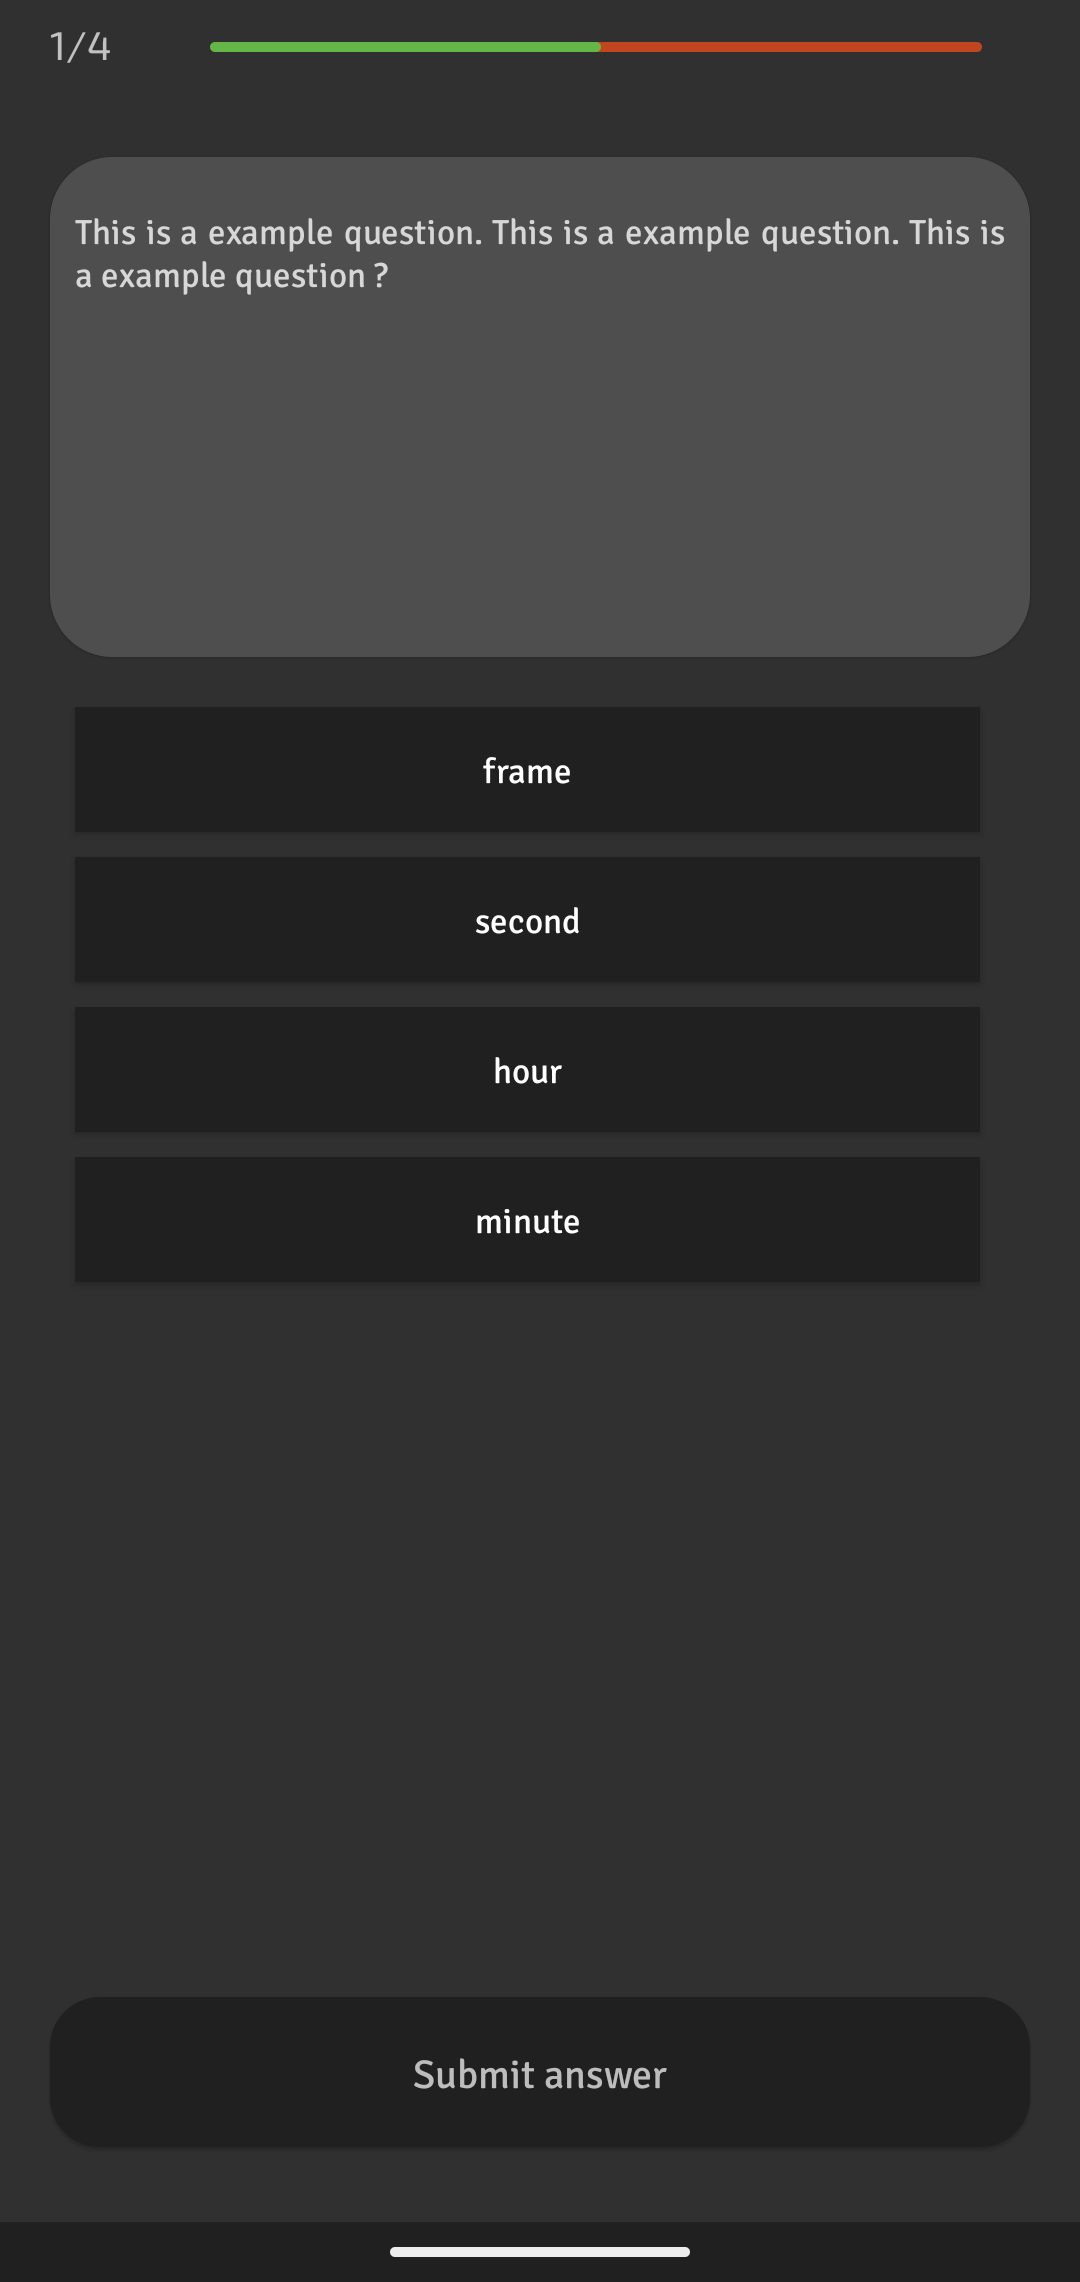 1/4
This is a example question. This is a example question. This is
a example question ?
frame
second
hour
minute
Submit answer